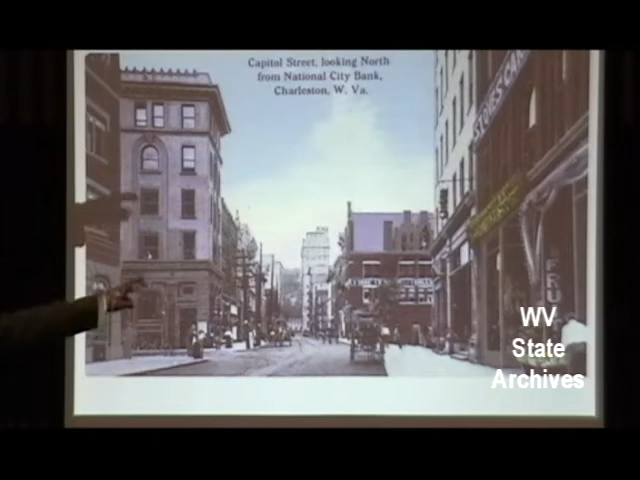 Capitol Street, looking North
from National City Bank,
Charleston, W. Va.
WV
State
Archives